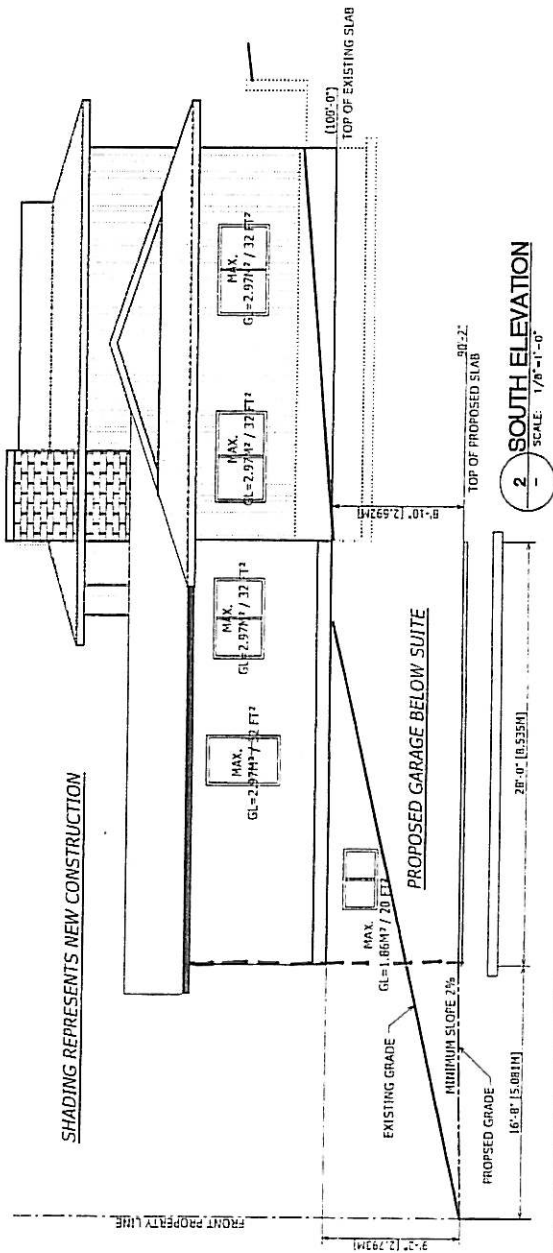 SHADING REPRESENTS NEW CONSTRUCTION
FRONT PROPERTY LINE
MAX.
GL=2.97M² / 32 FT²
MAX.
GL=2.97M² / 32 FT²
MAX.
GL=2.97M² / 32 FT²
MAX.
GL=2.97M² / 32 FT²
MAX.
GL=1.86M² / 20 FT²
(100'-0")
TOP OF EXISTING SLAB
EXISTING GRADE
PROPOSED GARAGE BELOW SUITE
8'-10" [2.692M]
90'-2"
TOP OF PROPOSED SLAB
MINIMUM SLOPE 2%
PROPSED GRADE
9'-2" [2.793M]
16'-8" [5.081M]
28'-0" [8.535M]
2
-
SOUTH ELEVATION
SCALE: 1/8"=1'-0"